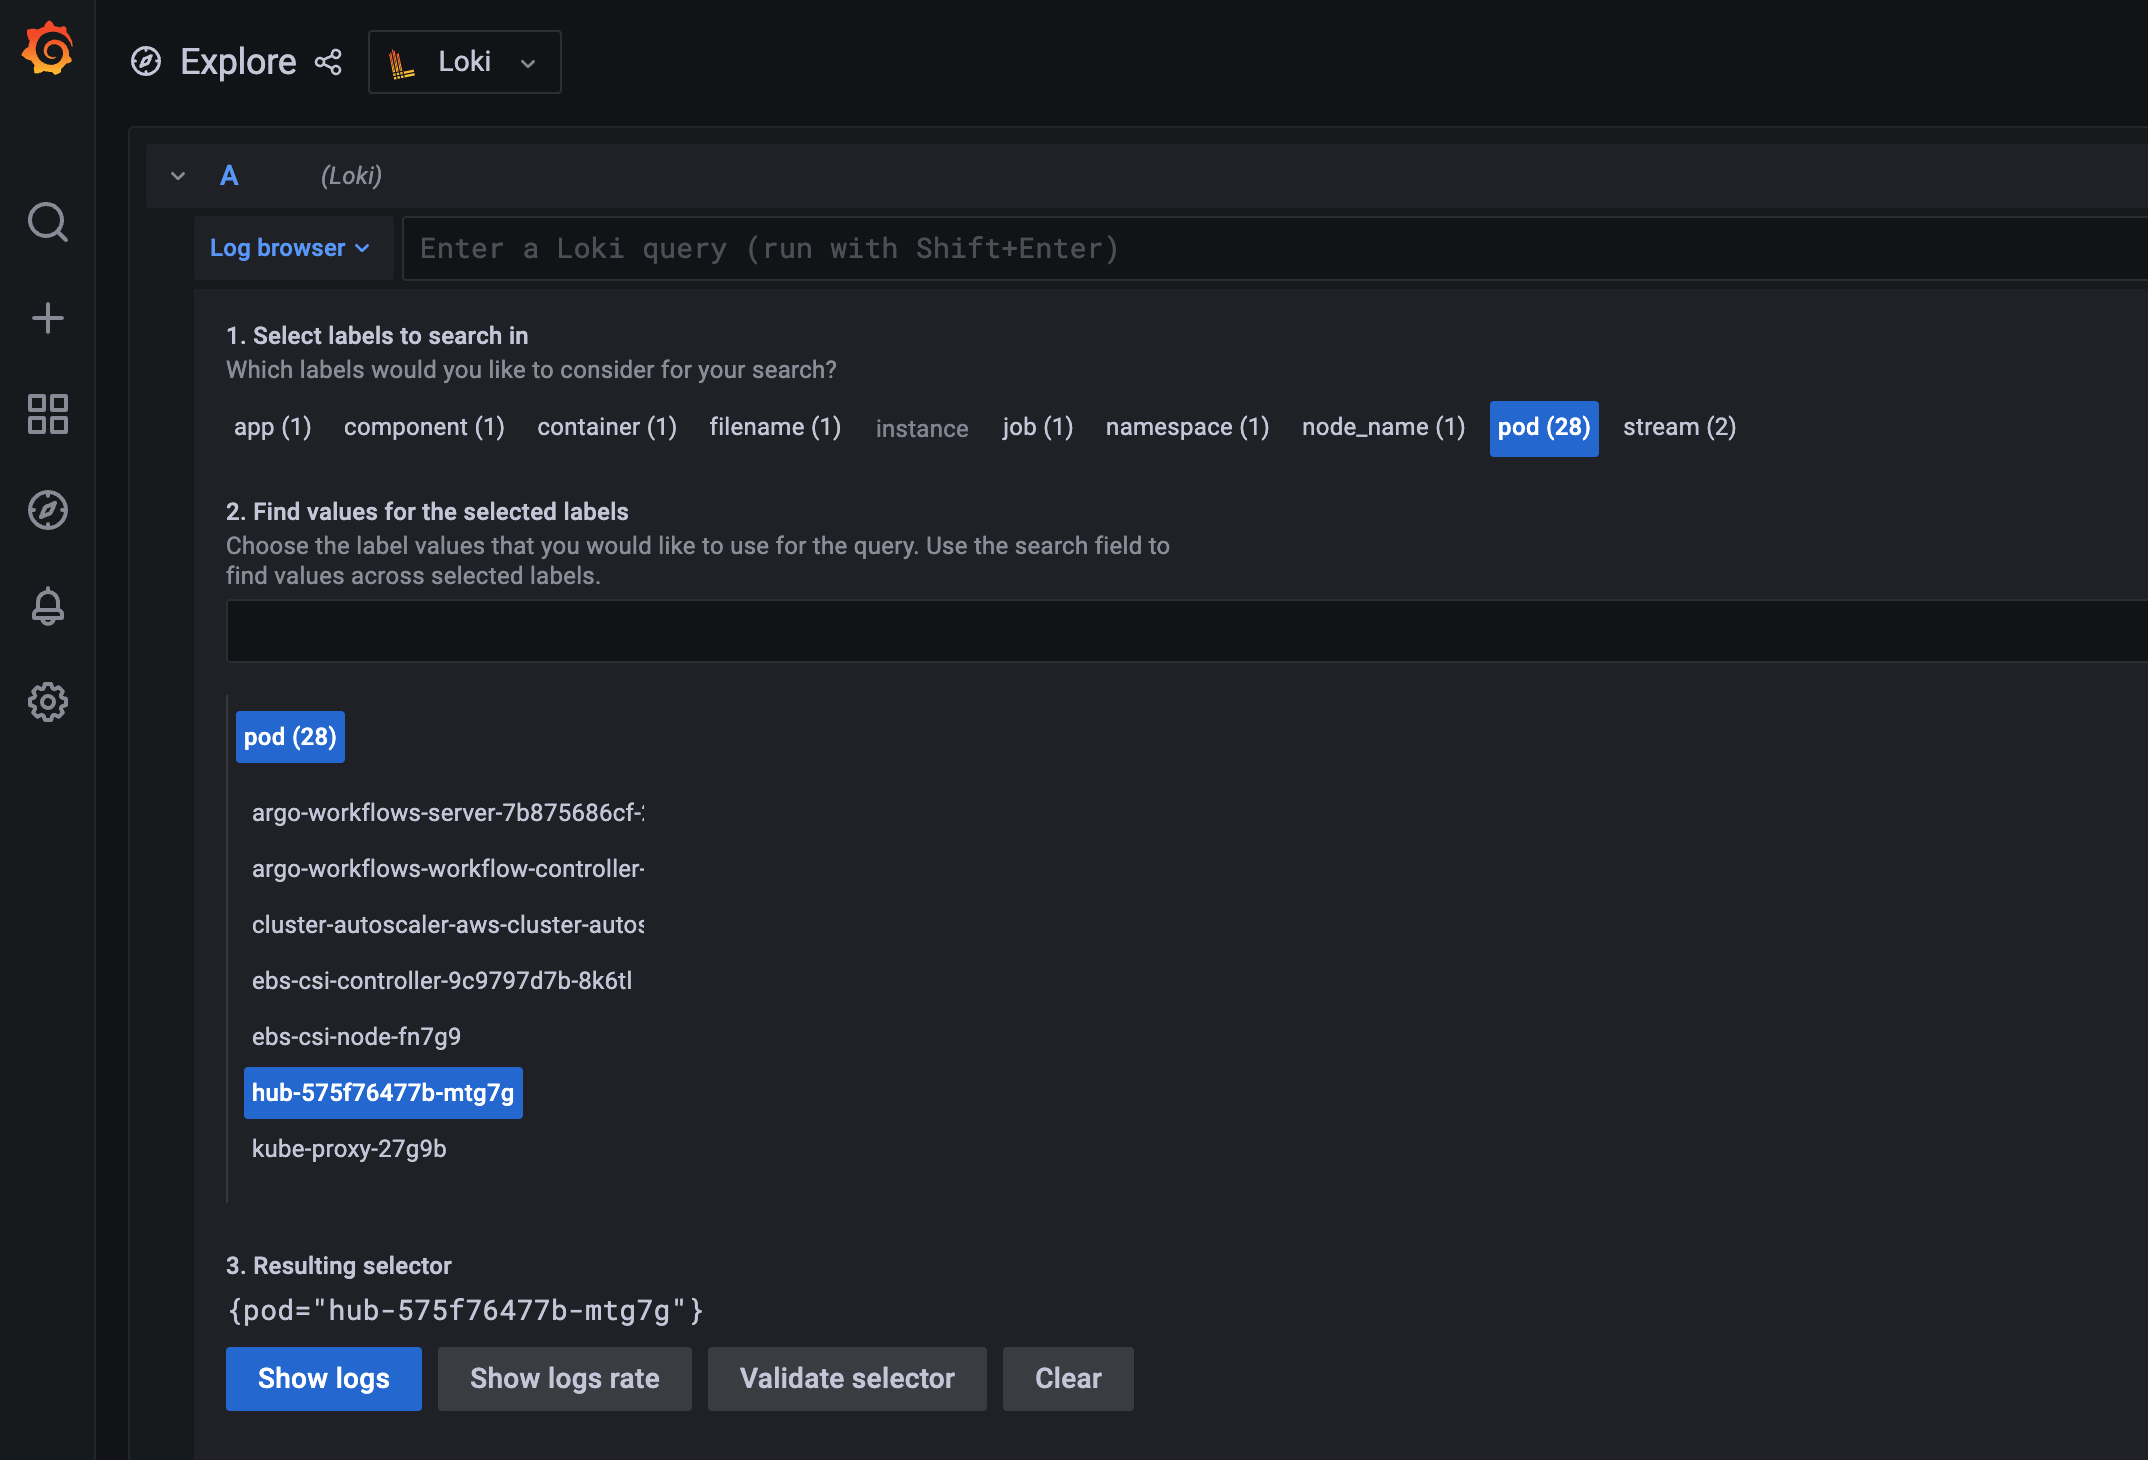 Explore
Loki
A (Loki)
Log browser
Enter a Loki query (run with Shift+Enter)
1. Select labels to search in
Which labels would you like to consider for your search?
app (1) component (1) container (1) filename (1) instance job (1) namespace (1) node_name (1) pod (28) stream (2)
2. Find values for the selected labels
Choose the label values that you would like to use for the query. Use the search field to
find values across selected labels.
pod (28)
argo-workflows-server-7b875686cf-
argo-workflows-workflow-controller-
cluster-autoscaler-aws-cluster-autos
ebs-csi-controller-9c9797d7b-8k6tl
ebs-csi-node-fn7g9
hub-575f76477b-mtg7g
kube-proxy-27g9b
3. Resulting selector
{pod="hub-575f76477b-mtg7g"}
Show logs Show logs rate Validate selector Clear